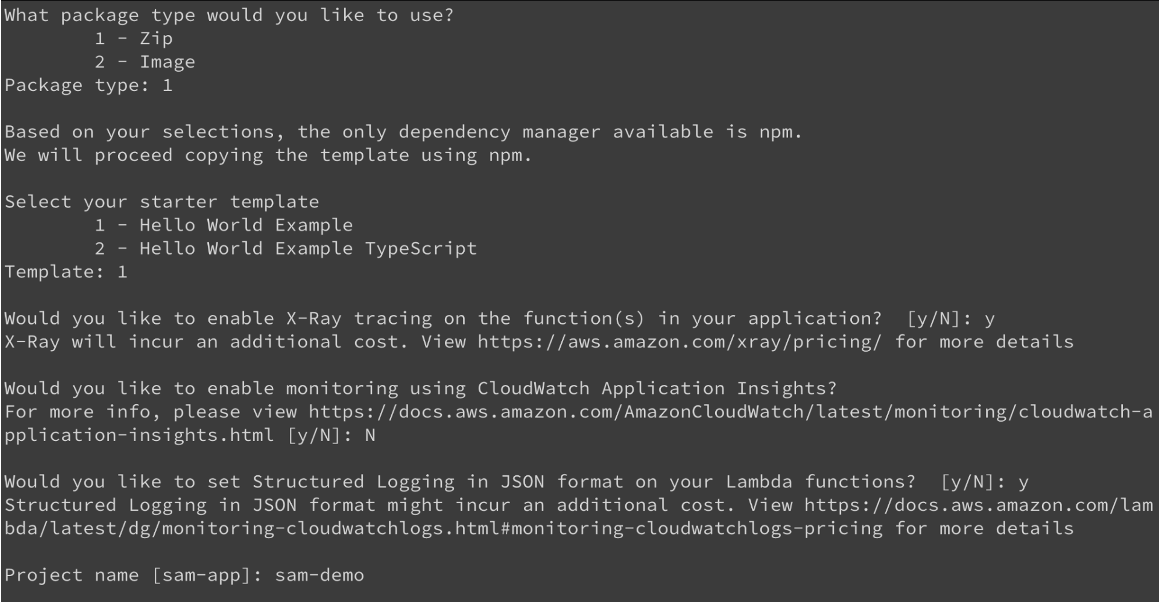 What package type would you like to use?
1 - Zip
2 - Image
Package type: 1
Based on your selections, the only dependency manager available is npm.
We will proceed copying the template using npm.
Select your starter template
1 - Hello World Example
2 - Hello World Example TypeScript
Template: 1
Would you like to enable X-Ray tracing on the function(s) in your application?  [y/N]: y
X-Ray will incur an additional cost. View https://aws.amazon.com/xray/pricing/ for more details
Would you like to enable monitoring using CloudWatch Application Insights?
For more info, please view https://docs.aws.amazon.com/AmazonCloudWatch/latest/monitoring/cloudwatch-a
pplication-insights.html [y/N]: N
Would you like to set Structured Logging in JSON format on your Lambda functions?  [y/N]: y
Structured Logging in JSON format might incur an additional cost. View https://docs.aws.amazon.com/lam
bda/latest/dg/monitoring-cloudwatchlogs.html#monitoring-cloudwatchlogs-pricing for more details
Project name [sam-app]: sam-demo